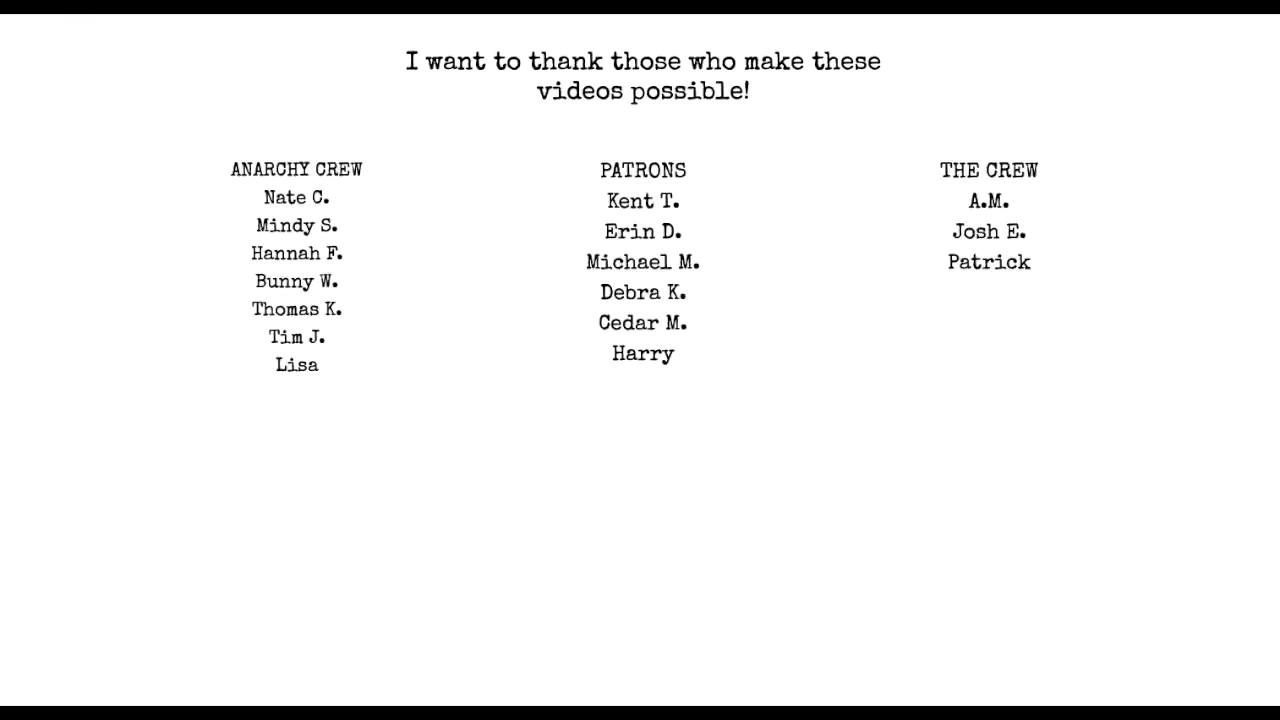 I want to thank those who make these
videos possible!
ANARCHY CREW
Nate C.
Mindy S.
Hannah F.
Bunny W.
Thomas K.
Tim J.
Lisa
PATRONS
Kent T.
Erin D.
Michael M.
Debra K.
Cedar M.
Harry
THE CREW
A.M.
Josh E.
Patrick